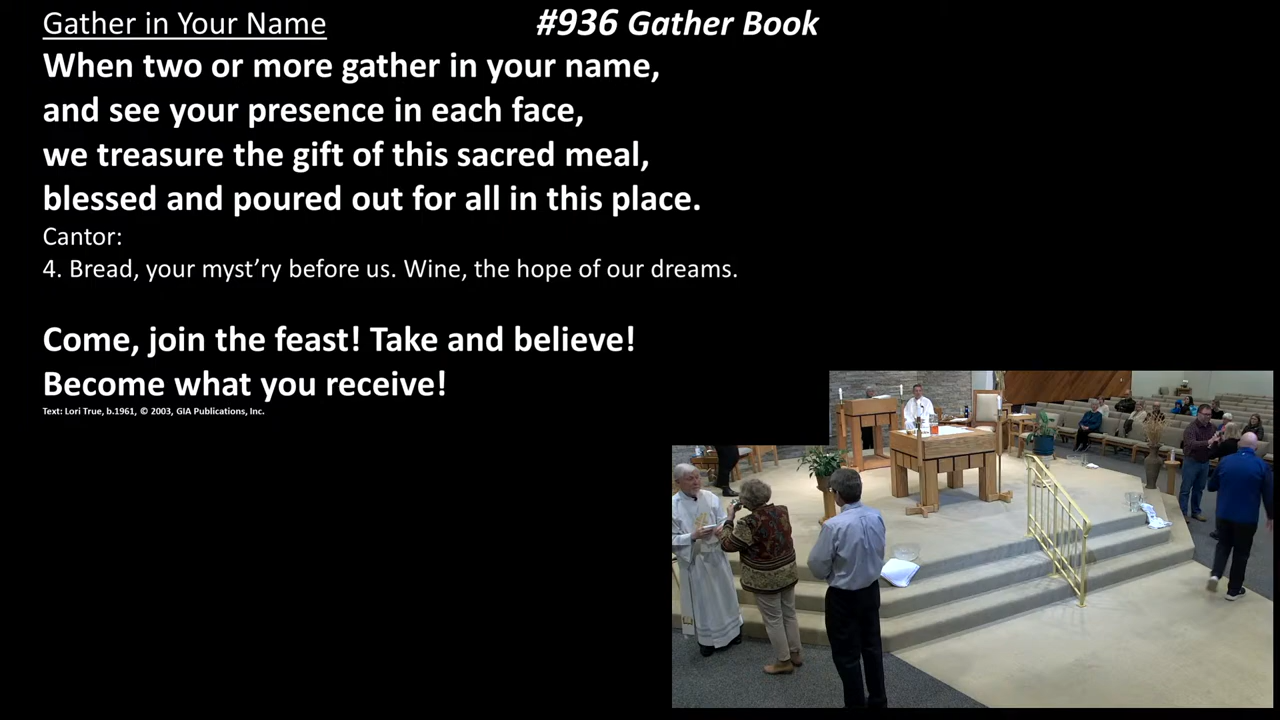 Gather in Your Name #936 Gather Book
When two or more gather in your name,
and see your presence in each face,
we treasure the gift of this sacred meal,
blessed and poured out for all in this place.
Cantor:
4. Bread, your myst’ry before us. Wine, the hope of our dreams.
Come, join the feast! Take and believe!
Become what you receive!
Text: Lori True, b.1961, © 2003, GIA Publications, Inc.